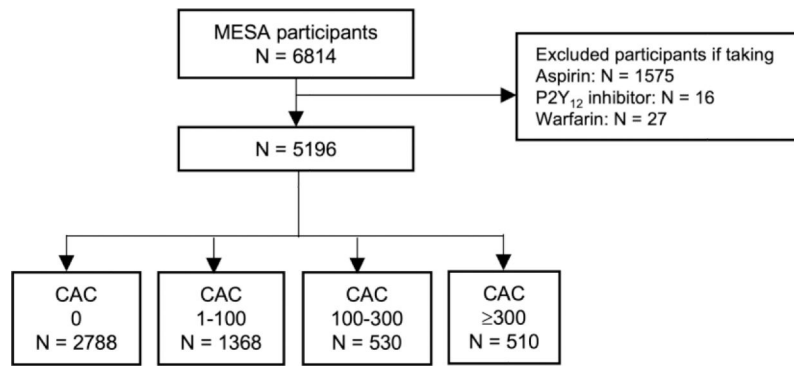 MESA participants
N = 6814
Excluded participants if taking
Aspirin: N = 1575
P2Y₁₂ inhibitor: N = 16
Warfarin: N = 27
N = 5196
CAC
0
N = 2788
CAC
1-100
N = 1368
CAC
100-300
N = 530
CAC
≥300
N = 510